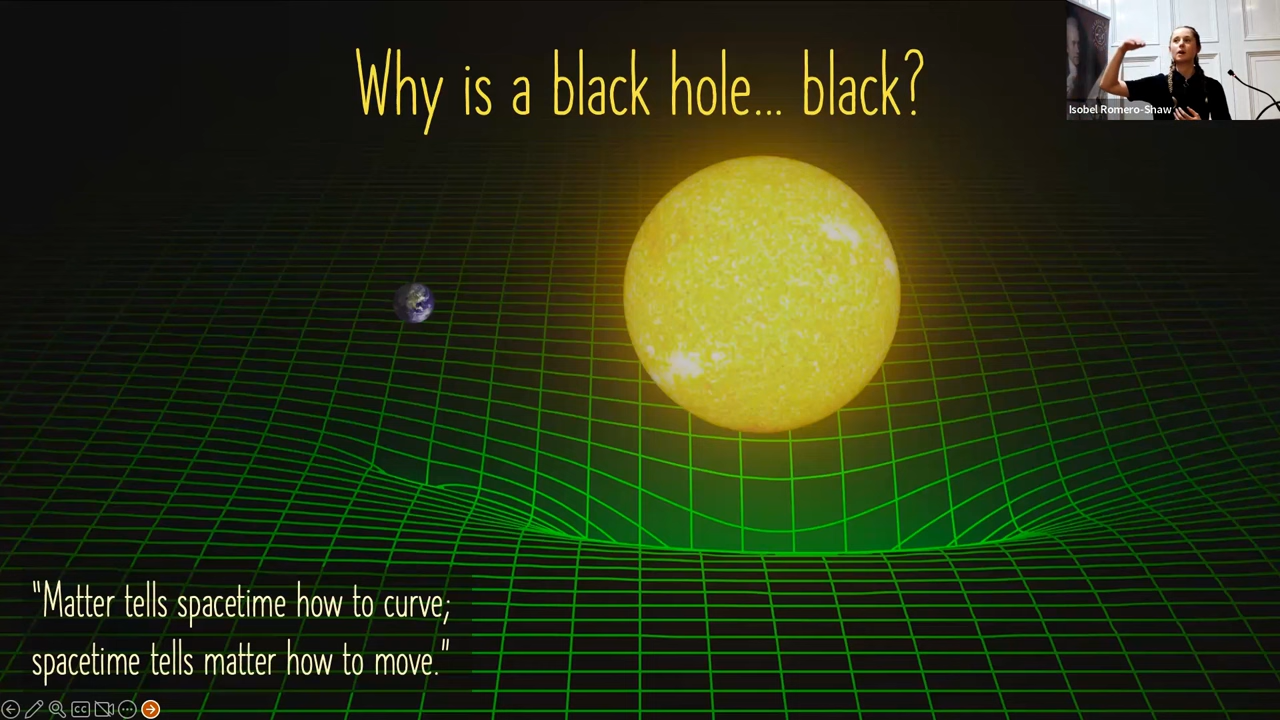 Why is a black hole... black?
Isobel Romero-Shaw
"Matter tells spacetime how to curve;
spacetime tells matter how to move."
CC